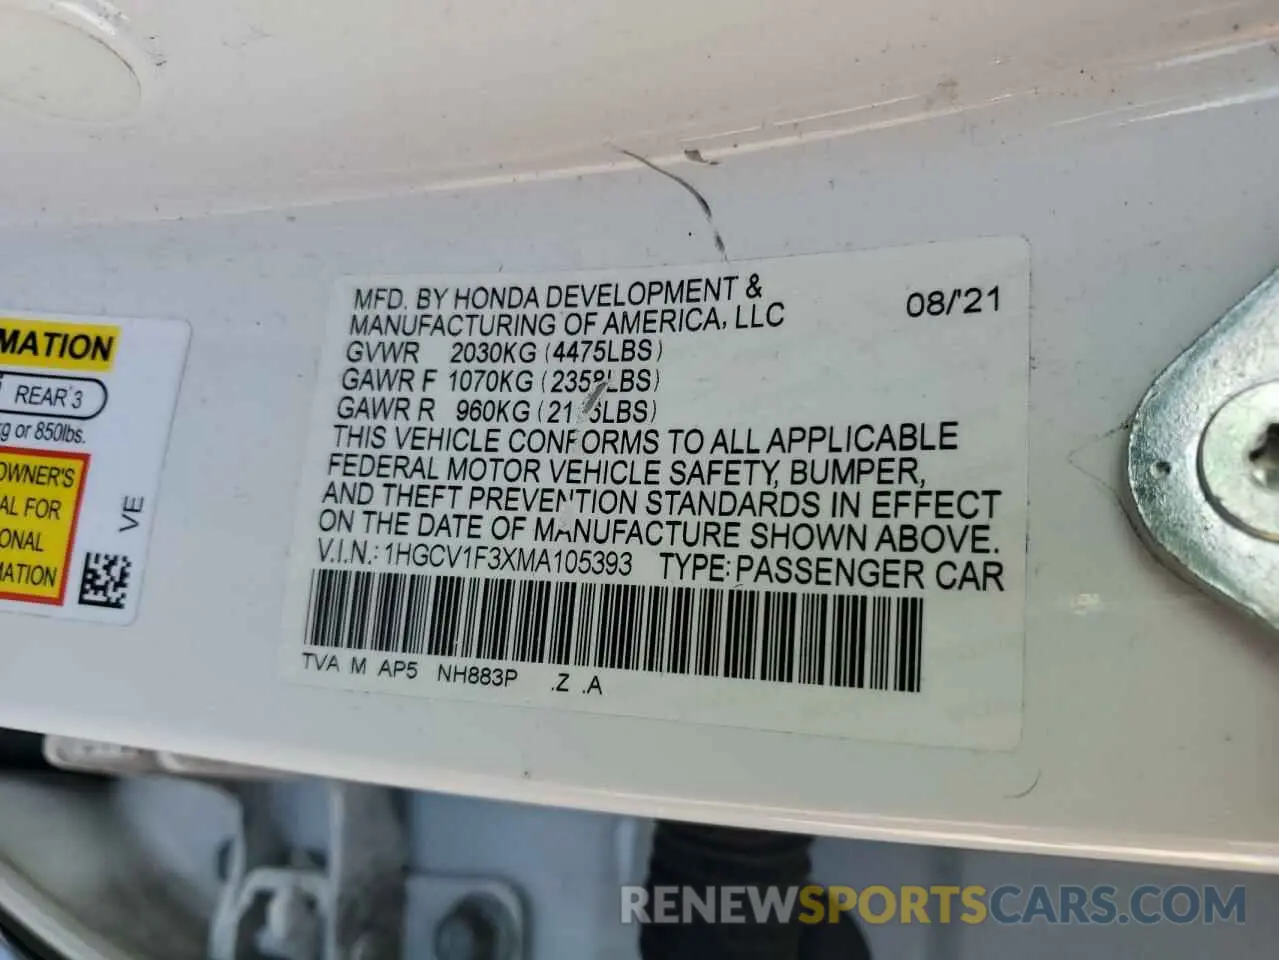 MFD. BY HONDA DEVELOPMENT &
MANUFACTURING OF AMERICA, LLC
08/'21
GVWR 2030KG (4475LBS)
GAWR F 1070KG (2358LBS)
GAWR R 960KG
THIS VEHICLE CONFORMS TO ALL APPLICABLE
FEDERAL MOTOR VEHICLE SAFETY, BUMPER,
AND THEFT PREVENTION STANDARDS IN EFFECT
ON THE DATE OF MANUFACTURE SHOWN ABOVE.
V.I.N.: 1HGCV1F3XMA105393 TYPE: PASSENGER CAR
TVA M AP5 NH883P .Z .A
MATION
REAR 3
or 850lbs.
OWNER'S
AL FOR
ONAL
MATION
VE
RENEWSPORTSCARS.COM